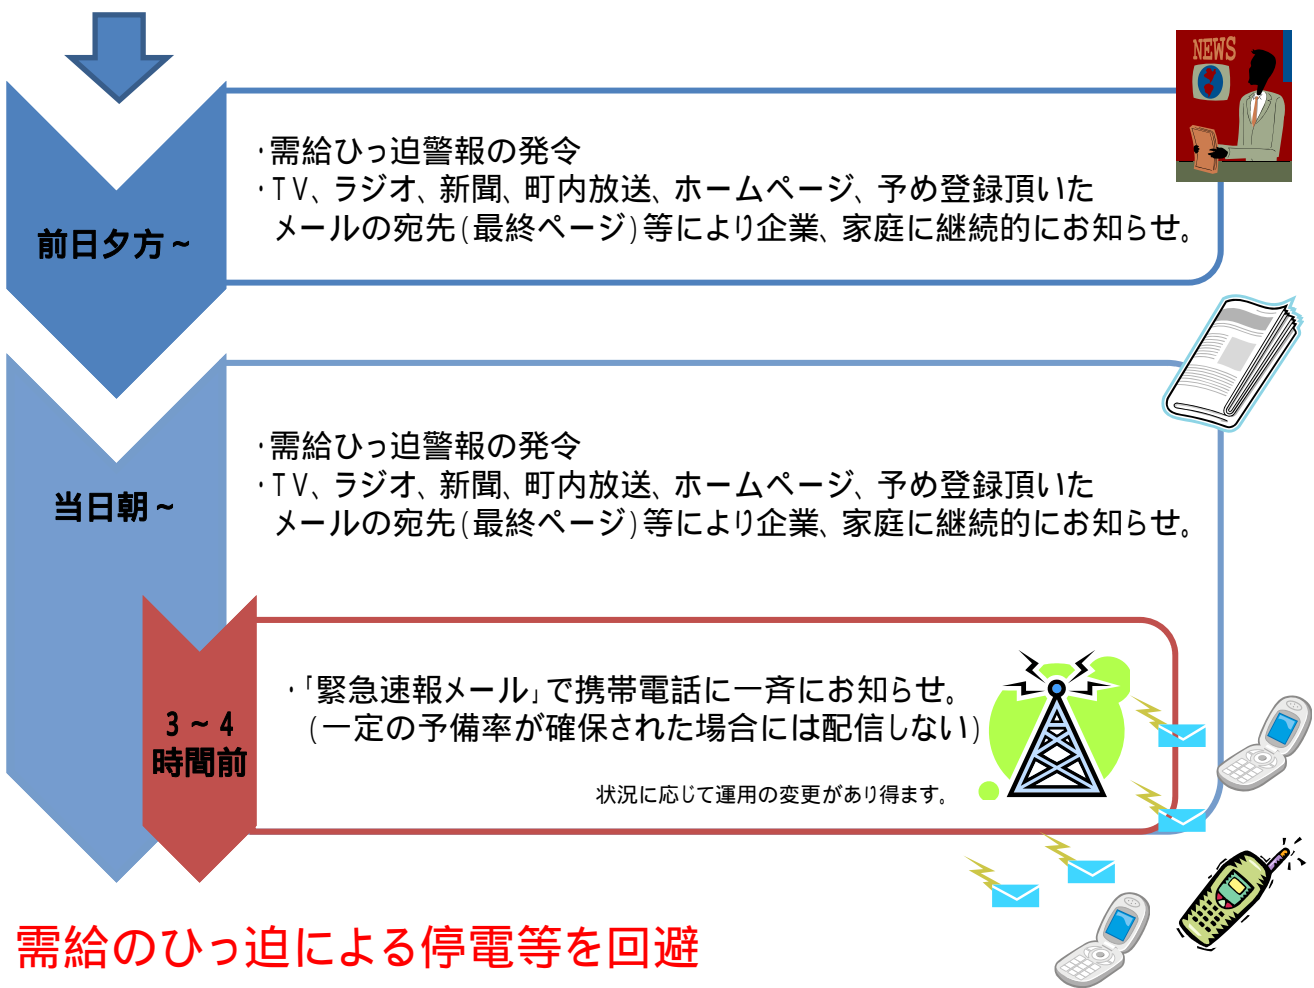 NEWS
・需給ひっ迫警報の発令
・TV、ラジオ、新聞、町内放送、ホームページ、予め登録頂いた
メールの宛先(最終ページ)等により企業、家庭に継続的にお知らせ。
前日夕方~
・需給ひっ迫警報の発令
・TV、ラジオ、新聞、町内放送、ホームページ、予め登録頂いた
メールの宛先(最終ページ)等により企業、家庭に継続的にお知らせ。
当日朝~
・「緊急速報メール」で携帯電話に一斉にお知らせ。
(一定の予備率が確保された場合には配信しない)
3~4
時間前
状況に応じて運用の変更があり得ます。
需給のひっ迫による停電等を回避